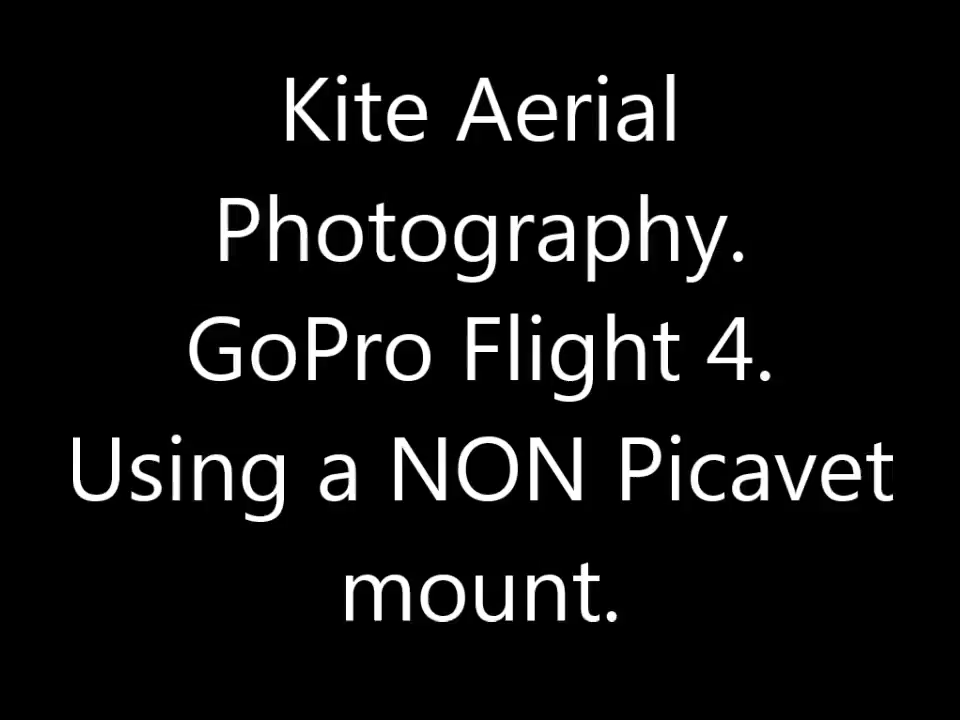 Kite Aerial
Photography.
GoPro Flight 4.
Using a NON Picavet
mount.